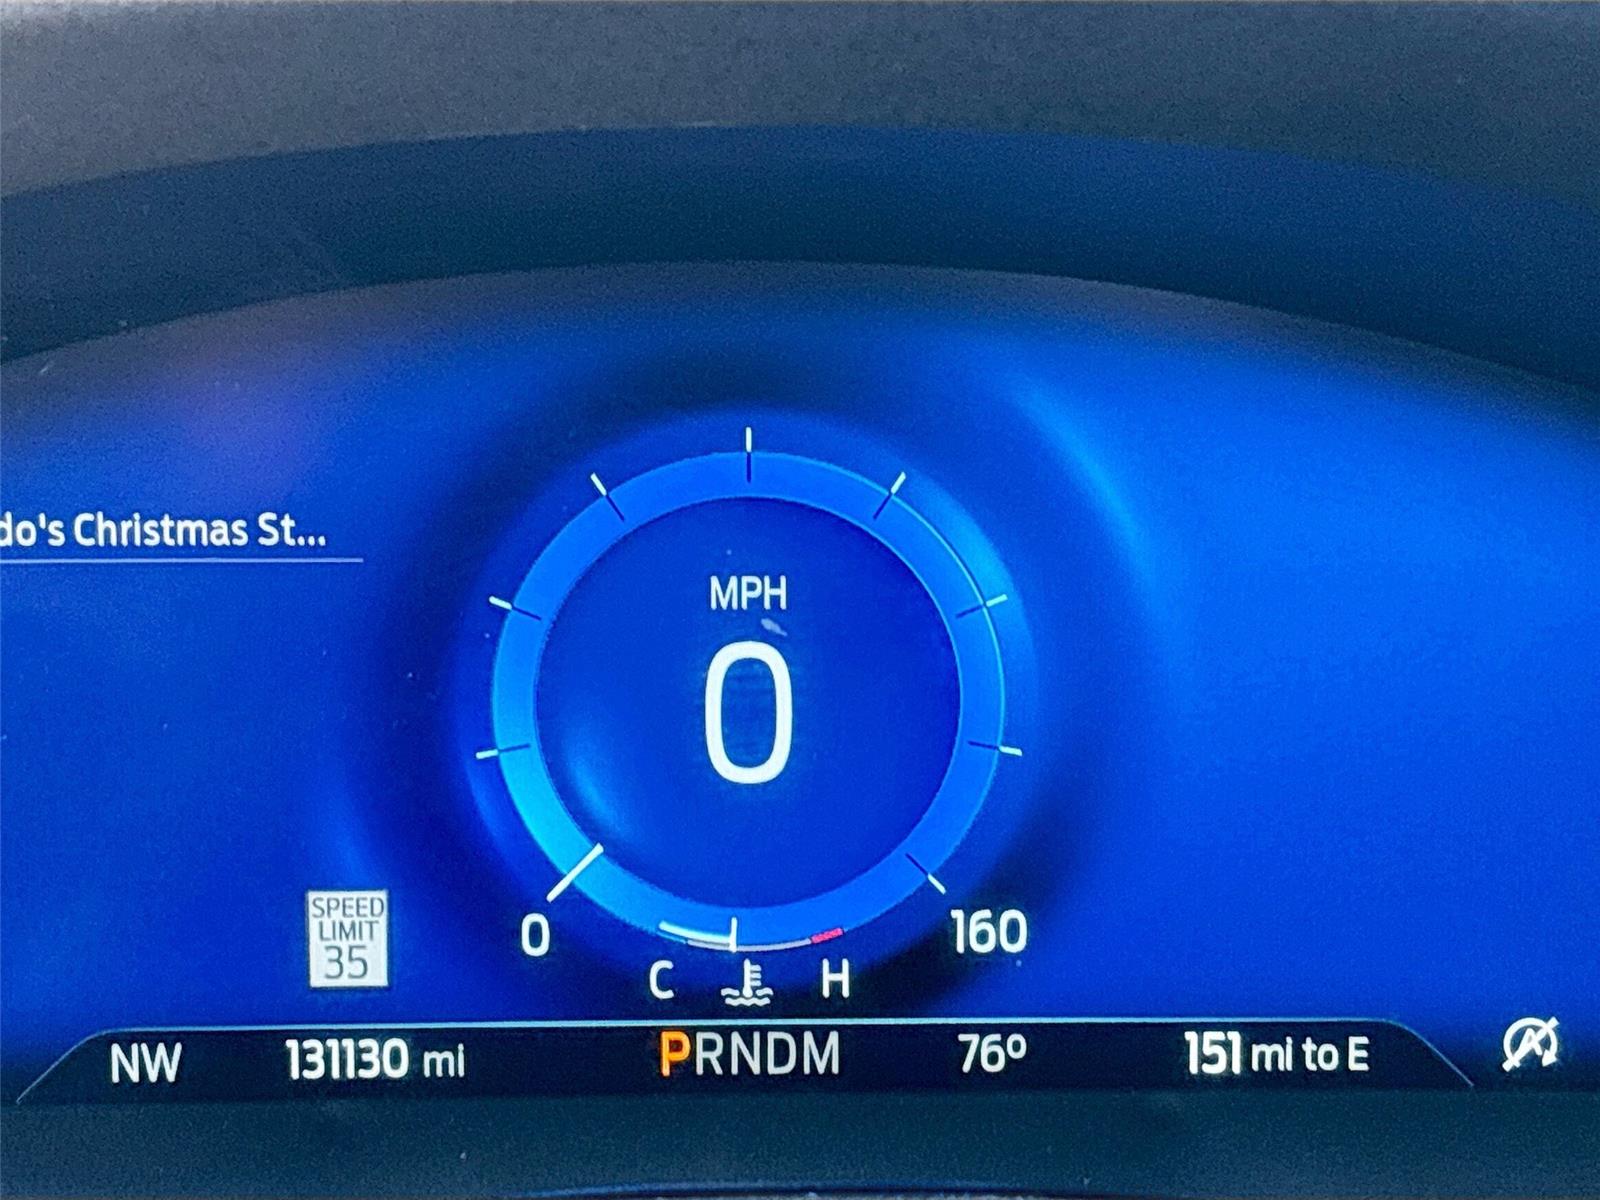 do's Christmas St...
MPH
0
SPEED
LIMIT
35
0
160
C H
NW 131130 mi PRNDM 76° 151 mi to E
A